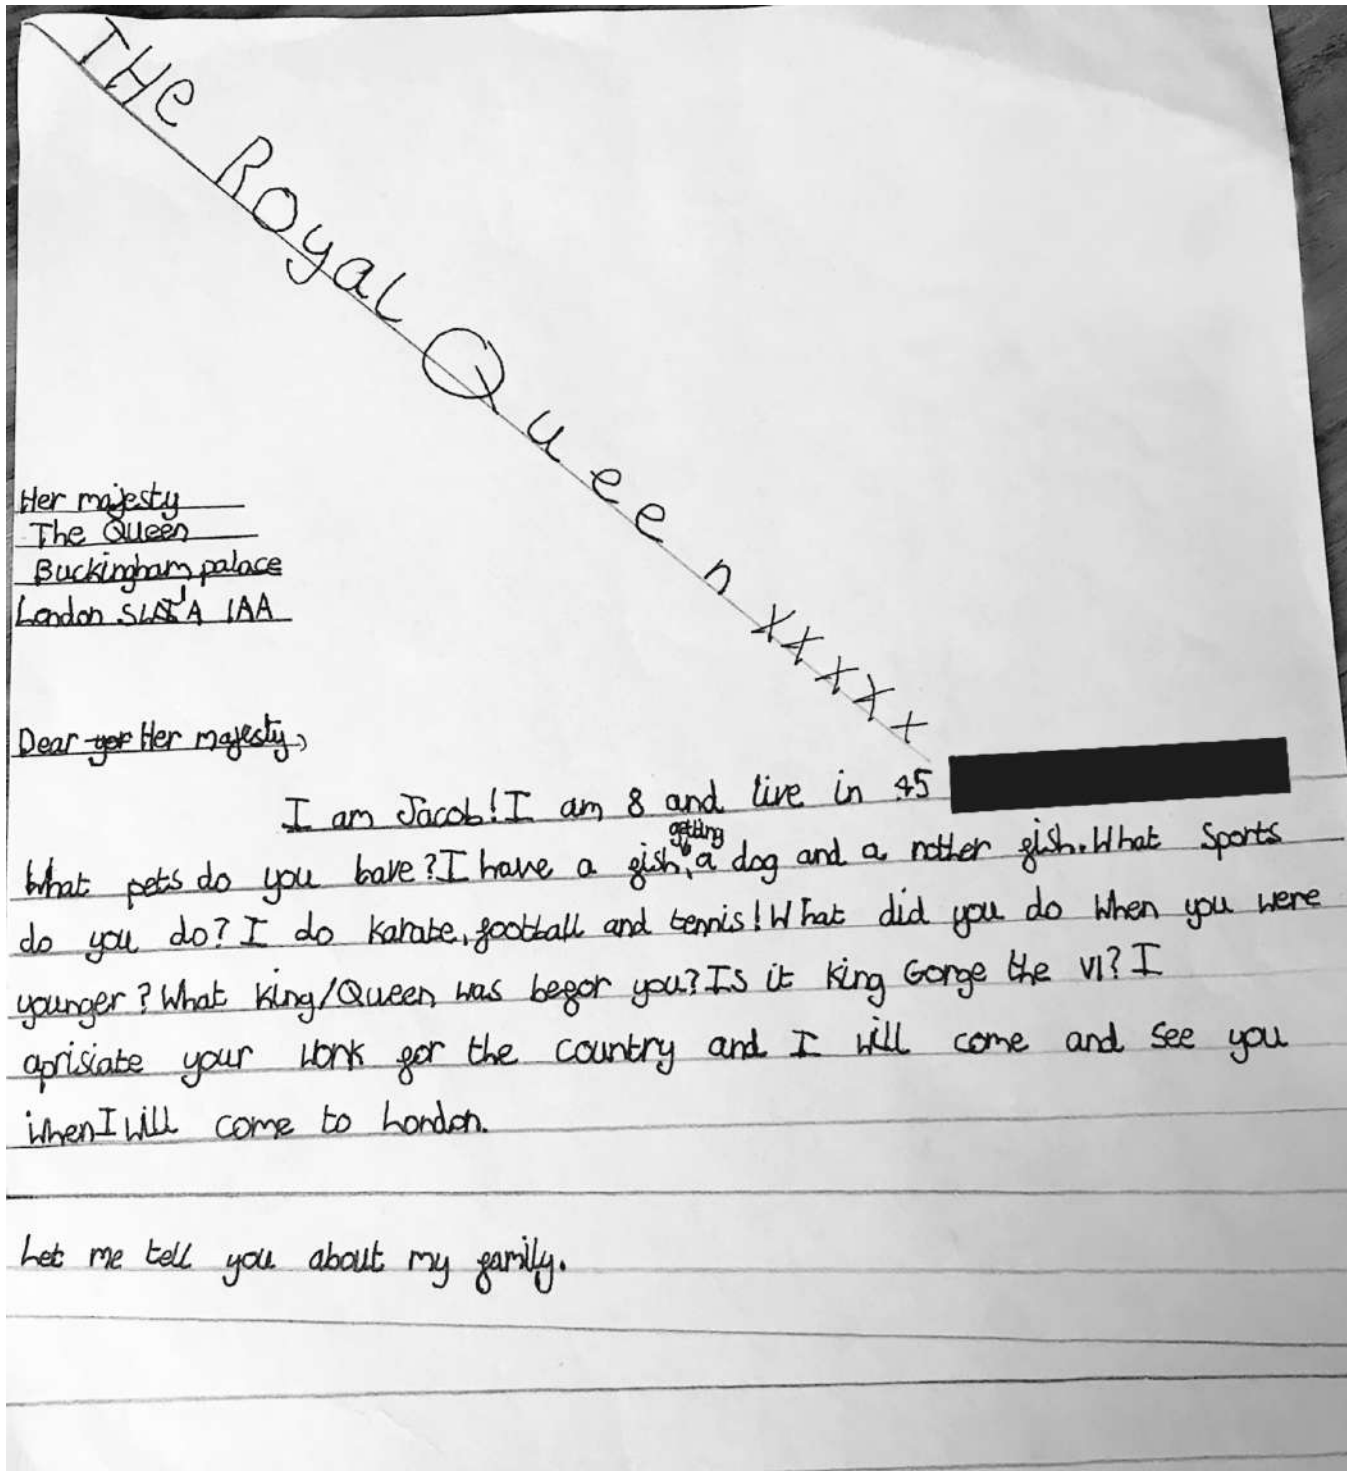 THe Royal Queen xxxxx
Her majesty
The Queen
Buckingham palace
London A 1AA
Dear yor Her majesty,
I am Jacob! I am 8 and live in 45
What pets do you bave? I have a fish, getting a dog and a nother fish. What Sports
do you do? I do karate, football and tennis! What did you do when you were
younger? What King/Queen was befor you? Is it King Gorge the VI? I
aprisiate your work for the country and I will come and see you
when I will come to London.
Let me tell you about my family.